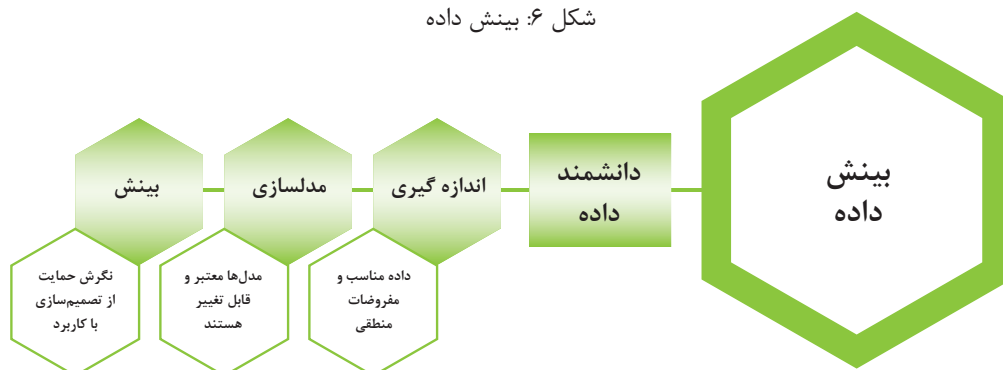 شکل ۶: بینش داده
بینش
داده
دانشمند
داده
اندازه گیری
مدلسازی
بینش
داده مناسب و
مفروضات
منطقی
مدل‌ها معتبر و
قابل تغییر
هستند
نگرش حمایت
از تصمیم‌سازی
با کاربرد